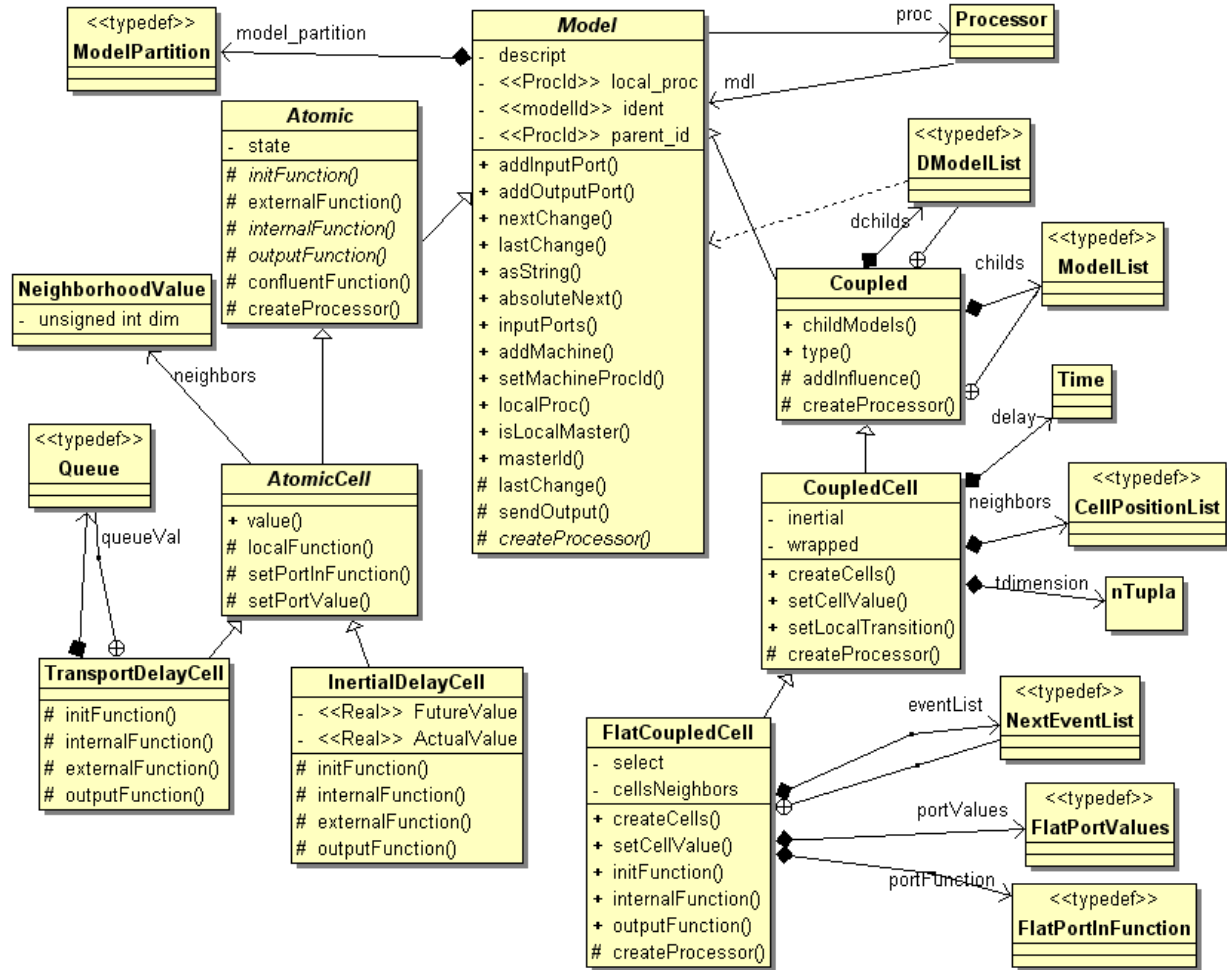 <<typedef>>
ModelPartition
model_partition
Model
- descript
- <<ProcId>> local_proc
- <<modelId>> ident
- <<ProcId>> parent_id
+ addInputPort()
+ addOutputPort()
+ nextChange()
+ lastChange()
+ asString()
+ absoluteNext()
+ inputPorts()
+ addMachine()
+ setMachineProcId()
+ localProc()
+ isLocalMaster()
+ masterId()
# lastChange()
# sendOutput()
# createProcessor()
proc
Processor
mdl
Atomic
- state
# initFunction()
# externalFunction()
# internalFunction()
# outputFunction()
# confluentFunction()
# createProcessor()
<<typedef>>
DModelList
dchilds
<<typedef>>
ModelList
childs
Coupled
+ childModels()
+ type()
# addInfluence()
# createProcessor()
NeighborhoodValue
- unsigned int dim
neighbors
Time
delay
<<typedef>>
Queue
queueVal
AtomicCell
+ value()
# localFunction()
# setPortInFunction()
# setPortValue()
CoupledCell
- inertial
- wrapped
+ createCells()
+ setCellValue()
+ setLocalTransition()
# createProcessor()
neighbors
<<typedef>>
CellPositionList
tdimension
nTupla
TransportDelayCell
# initFunction()
# internalFunction()
# externalFunction()
# outputFunction()
InertialDelayCell
- <<Real>> FutureValue
- <<Real>> ActualValue
# initFunction()
# internalFunction()
# externalFunction()
# outputFunction()
FlatCoupledCell
- select
- cellsNeighbors
+ createCells()
+ setCellValue()
+ initFunction()
+ internalFunction()
+ outputFunction()
# createProcessor()
eventList
<<typedef>>
NextEventList
portValues
<<typedef>>
FlatPortValues
portFunction
<<typedef>>
FlatPortInFunction